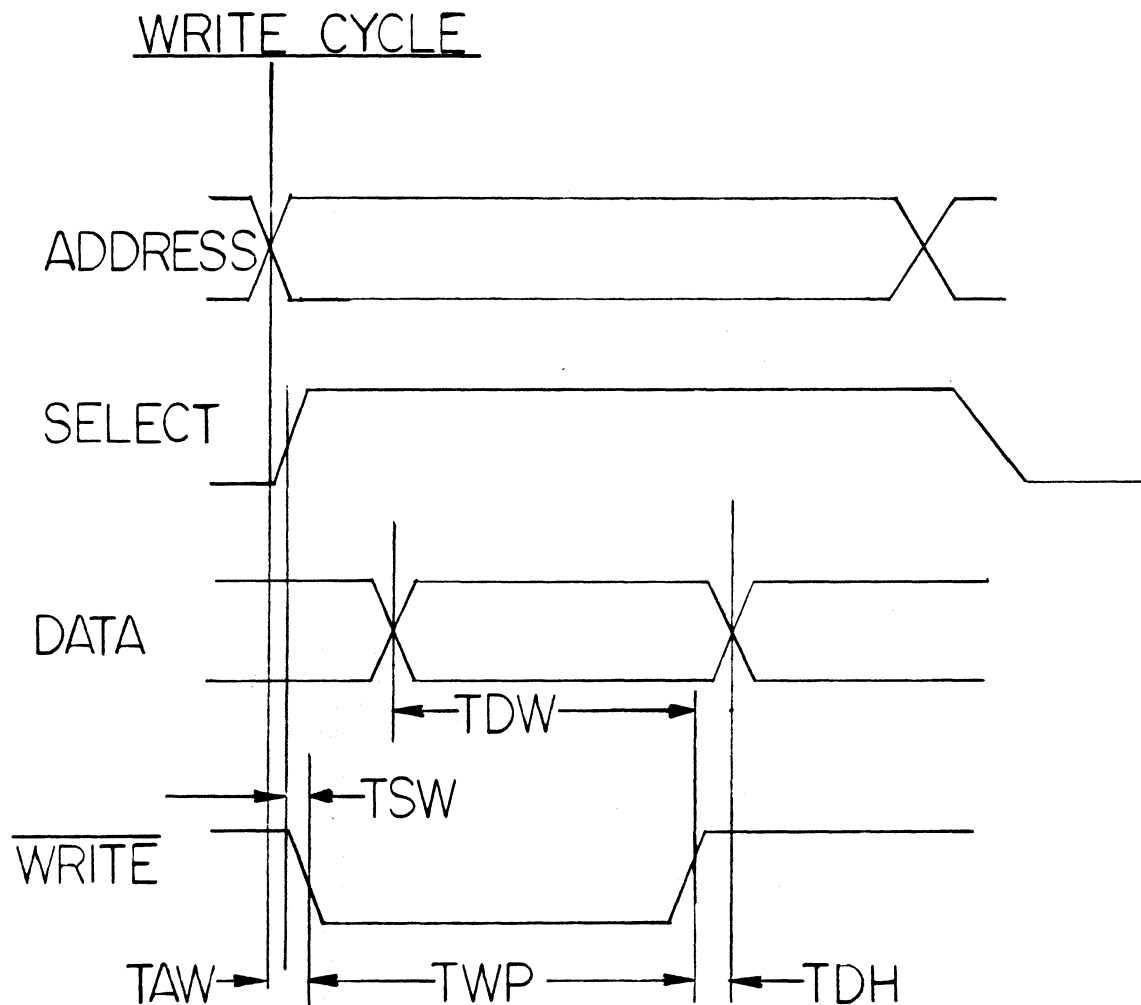 WRITE CYCLE
ADDRESS
SELECT
DATA
TDW
TSW
WRITE
TAW
TWP
TDH